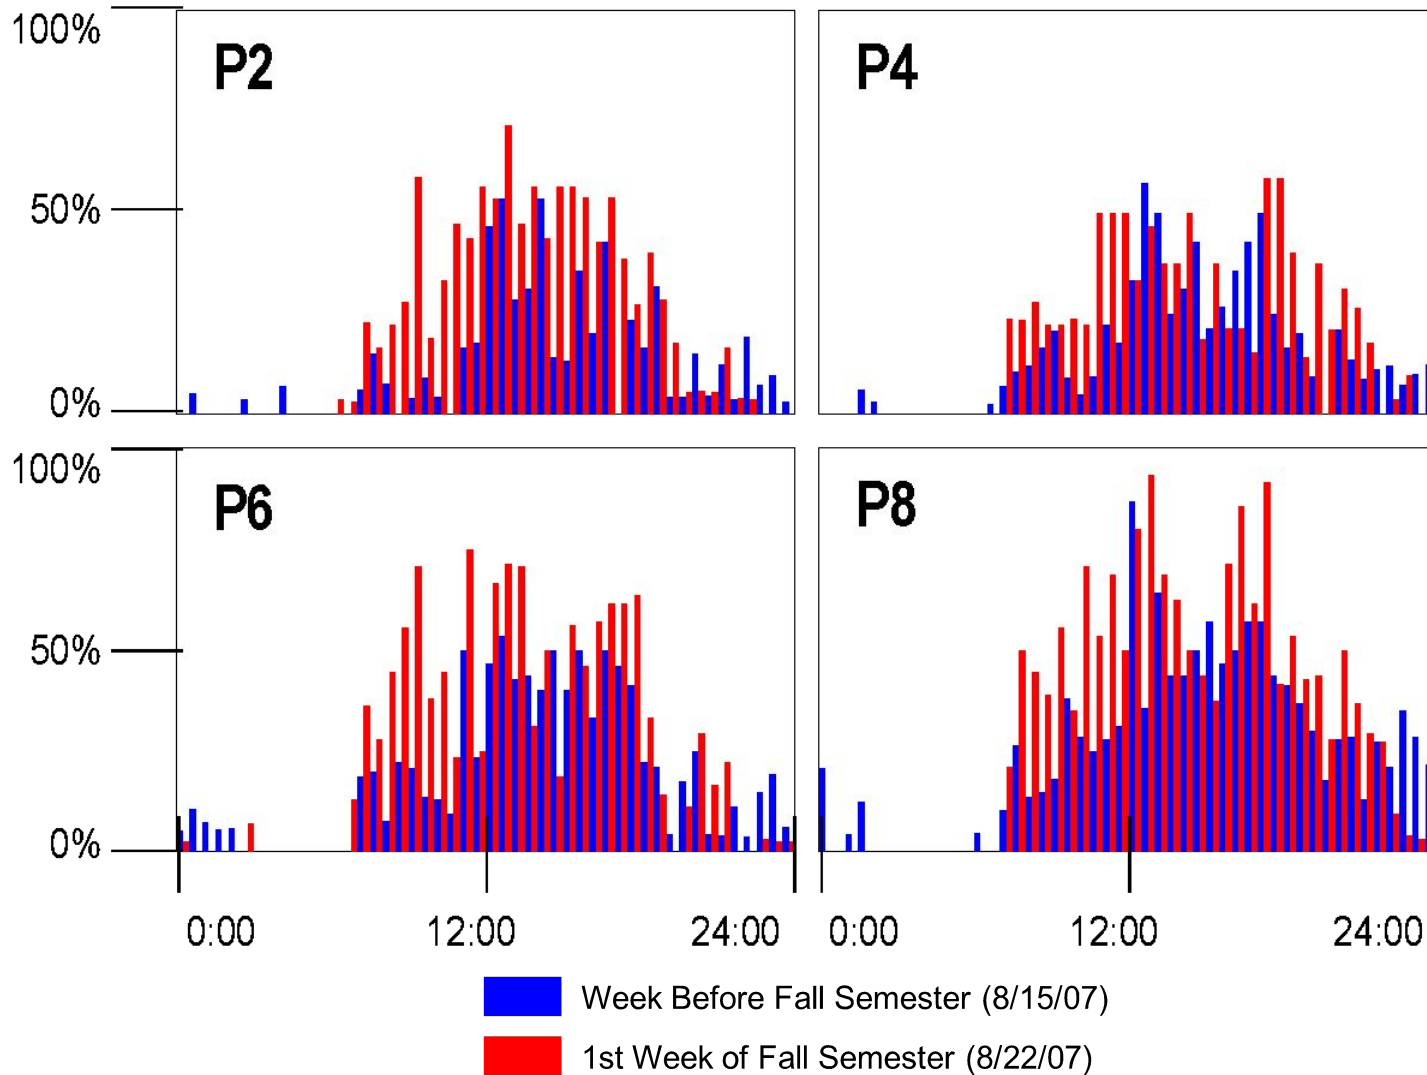 100%
P2
P4
50%
0%
100%
P6
P8
50%
0%
0:00 12:00 24:00 0:00 12:00 24:00
Week Before Fall Semester (8/15/07)
1st Week of Fall Semester (8/22/07)